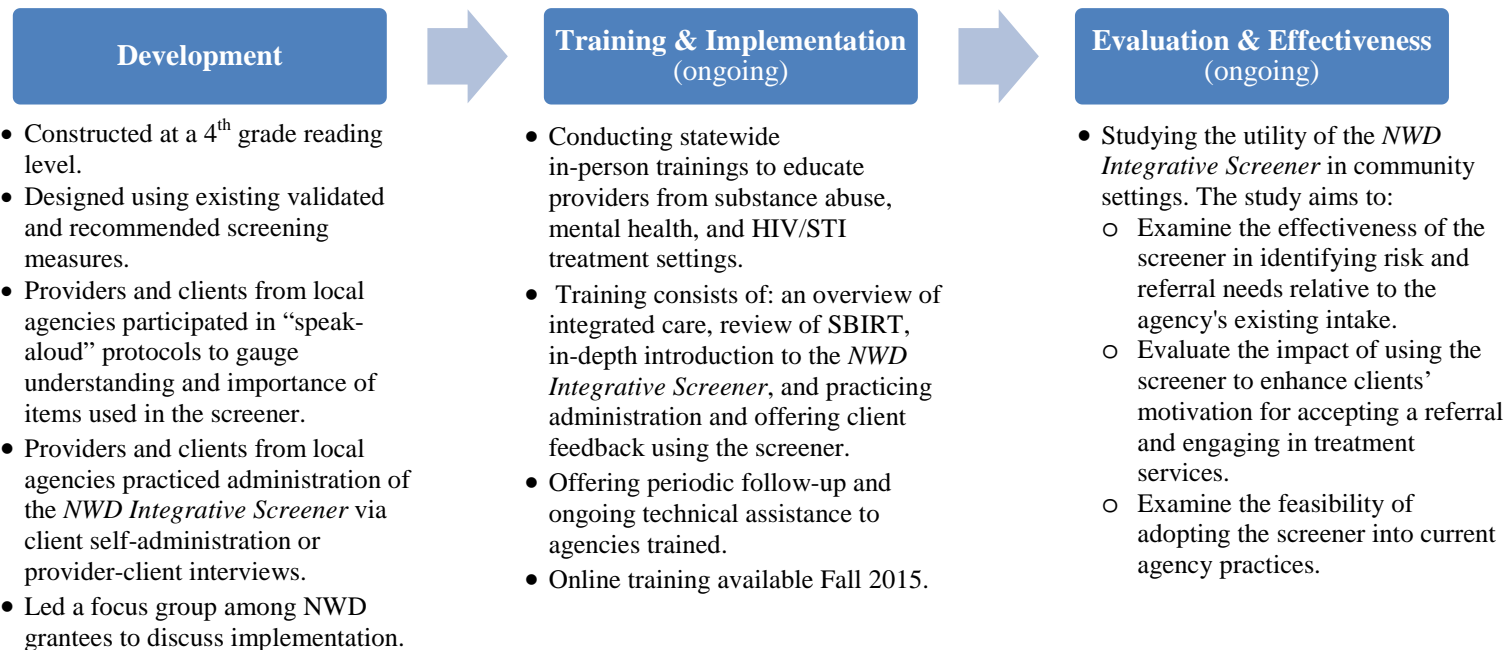 Development
• Constructed at a 4th grade reading
level.
• Designed using existing validated
and recommended screening
measures.
• Providers and clients from local
agencies participated in “speak-
aloud” protocols to gauge
understanding and importance of
items used in the screener.
• Providers and clients from local
agencies practiced administration of
the NWD Integrative Screener via
client self-administration or
provider-client interviews.
• Led a focus group among NWD
grantees to discuss implementation.
Training & Implementation
(ongoing)
• Conducting statewide
in-person trainings to educate
providers from substance abuse,
mental health, and HIV/STI
treatment settings.
• Training consists of: an overview of
integrated care, review of SBIRT,
in-depth introduction to the NWD
Integrative Screener, and practicing
administration and offering client
feedback using the screener.
• Offering periodic follow-up and
ongoing technical assistance to
agencies trained.
• Online training available Fall 2015.
Evaluation & Effectiveness
(ongoing)
• Studying the utility of the NWD
Integrative Screener in community
settings. The study aims to:
o Examine the effectiveness of the
screener in identifying risk and
referral needs relative to the
agency's existing intake.
o Evaluate the impact of using the
screener to enhance clients’
motivation for accepting a referral
and engaging in treatment
services.
o Examine the feasibility of
adopting the screener into current
agency practices.